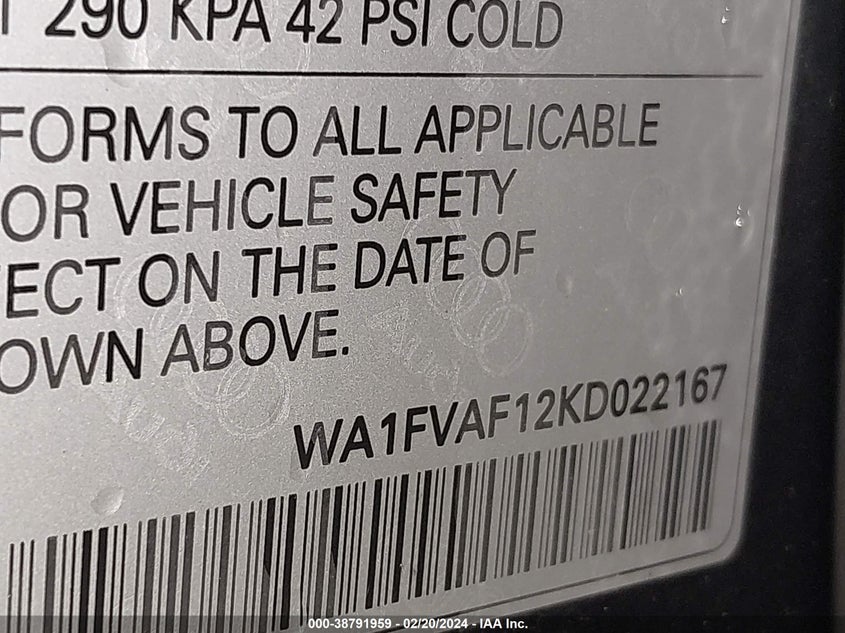 290 KPA 42 PSI COLD
FORMS TO ALL APPLICABLE
OR VEHICLE SAFETY
ECT ON THE DATE OF
OWN ABOVE.
WA1FVAF12KD022167
000-38791959 - 02/20/2024 - IAA Inc.